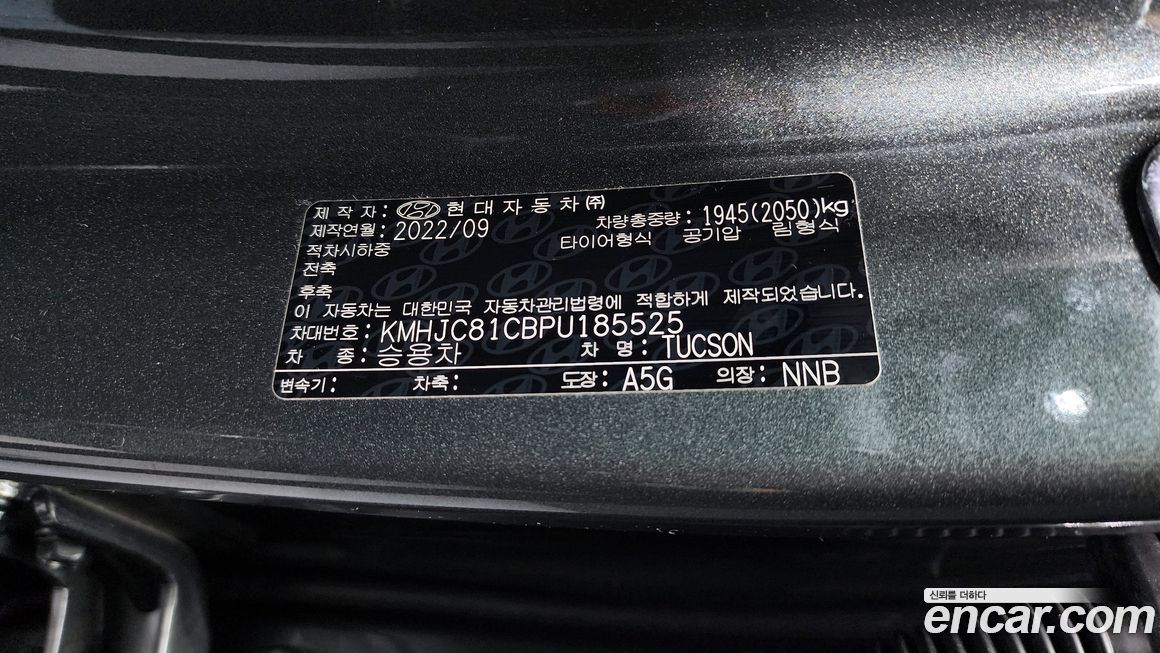 제작자: 현대자동차(주)
제작연월: 2022/09 차량총중량: 1945(2050)kg
적차시하중 타이어형식 공기압 림형식
전축
후축
이 자동차는 대한민국 자동차관리법령에 적합하게 제작되었습니다.
차대번호: KMHJC81CBPU185525
차 종: 승용차 차 명: TUCSON
변속기: 차축: 도장: A5G 의장: NNB
신뢰를 더하다
encar.com